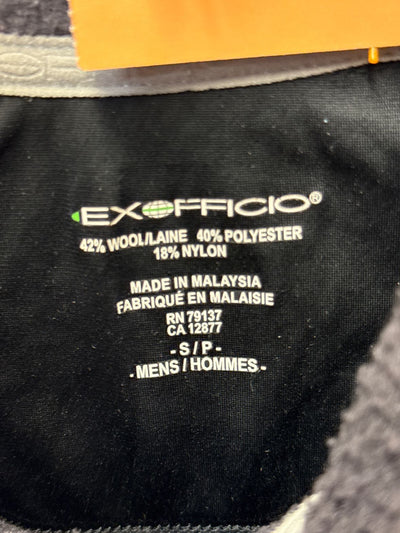 EXOFFICIO®
42% WOOL/LAINE 40% POLYESTER
18% NYLON
MADE IN MALAYSIA
FABRIQUÉ EN MALAISIE
RN 79137
CA 12877
- S / P -
- MENS / HOMMES -